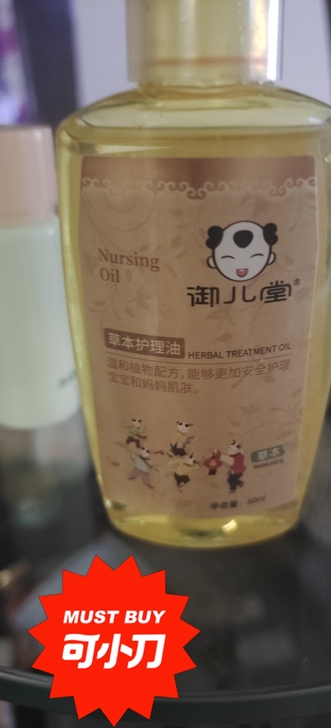 Nursing
Oil
御儿堂®
草本护理油
HERBAL TREATMENT OIL
温和植物配方，能够更加安全护理
宝宝和妈妈肌肤。
草本
净含量：60ml
MUST BUY
可小刀